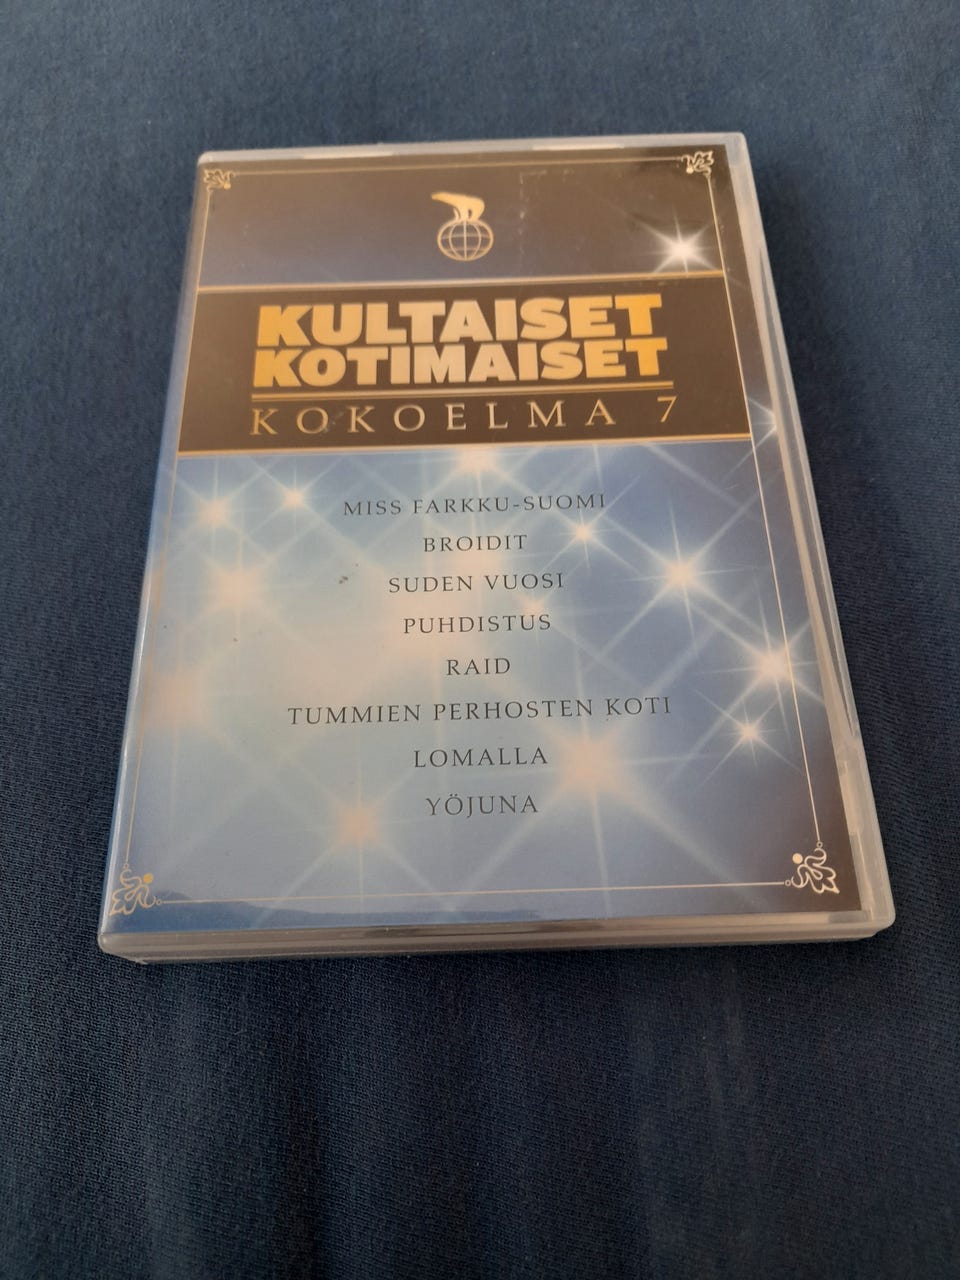 KULTAISET
KOTIMAISET
KOKOELMA 7
MISS FARKKU-SUOMI
BROIDIT
SUDEN VUOSI
PUHDISTUS
RAID
TUMMIEN PERHOSTEN KOTI
LOMALLA
YÖJUNA